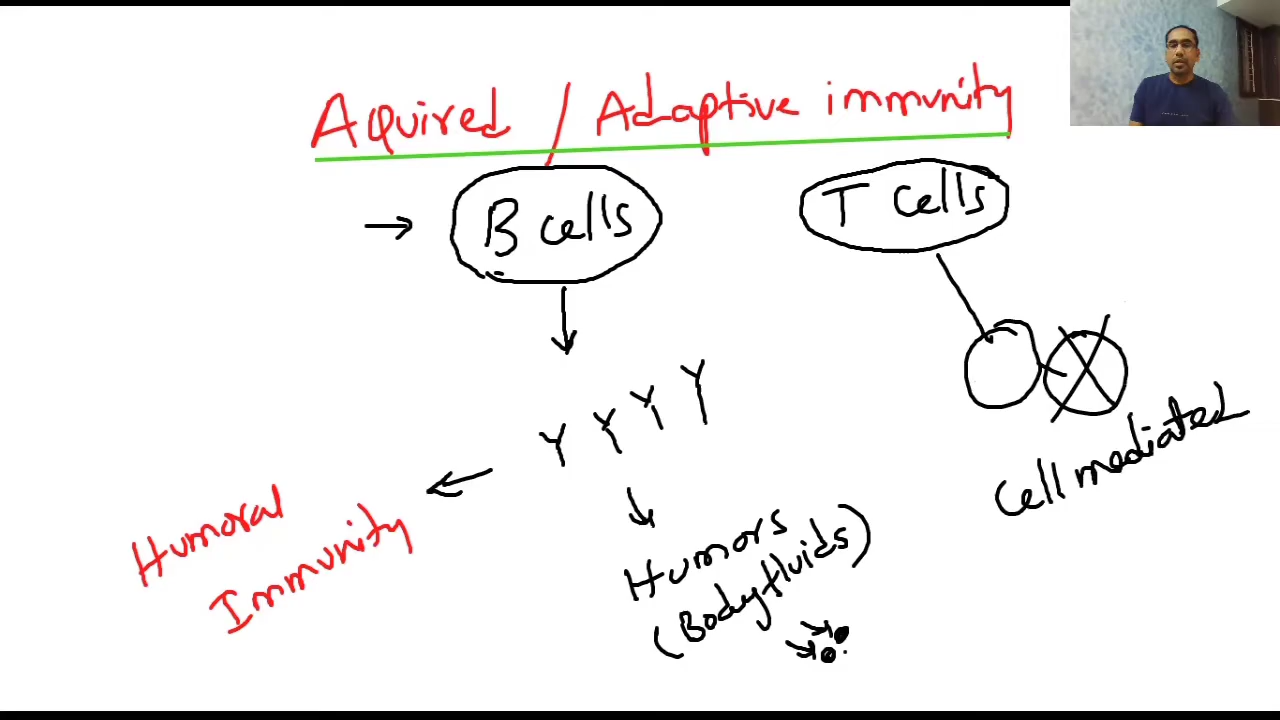 Aquired / Adaptive immunity
B cells
T cells
Cell mediated
Humoral
Immunity
Humors
(Bodyfluids)